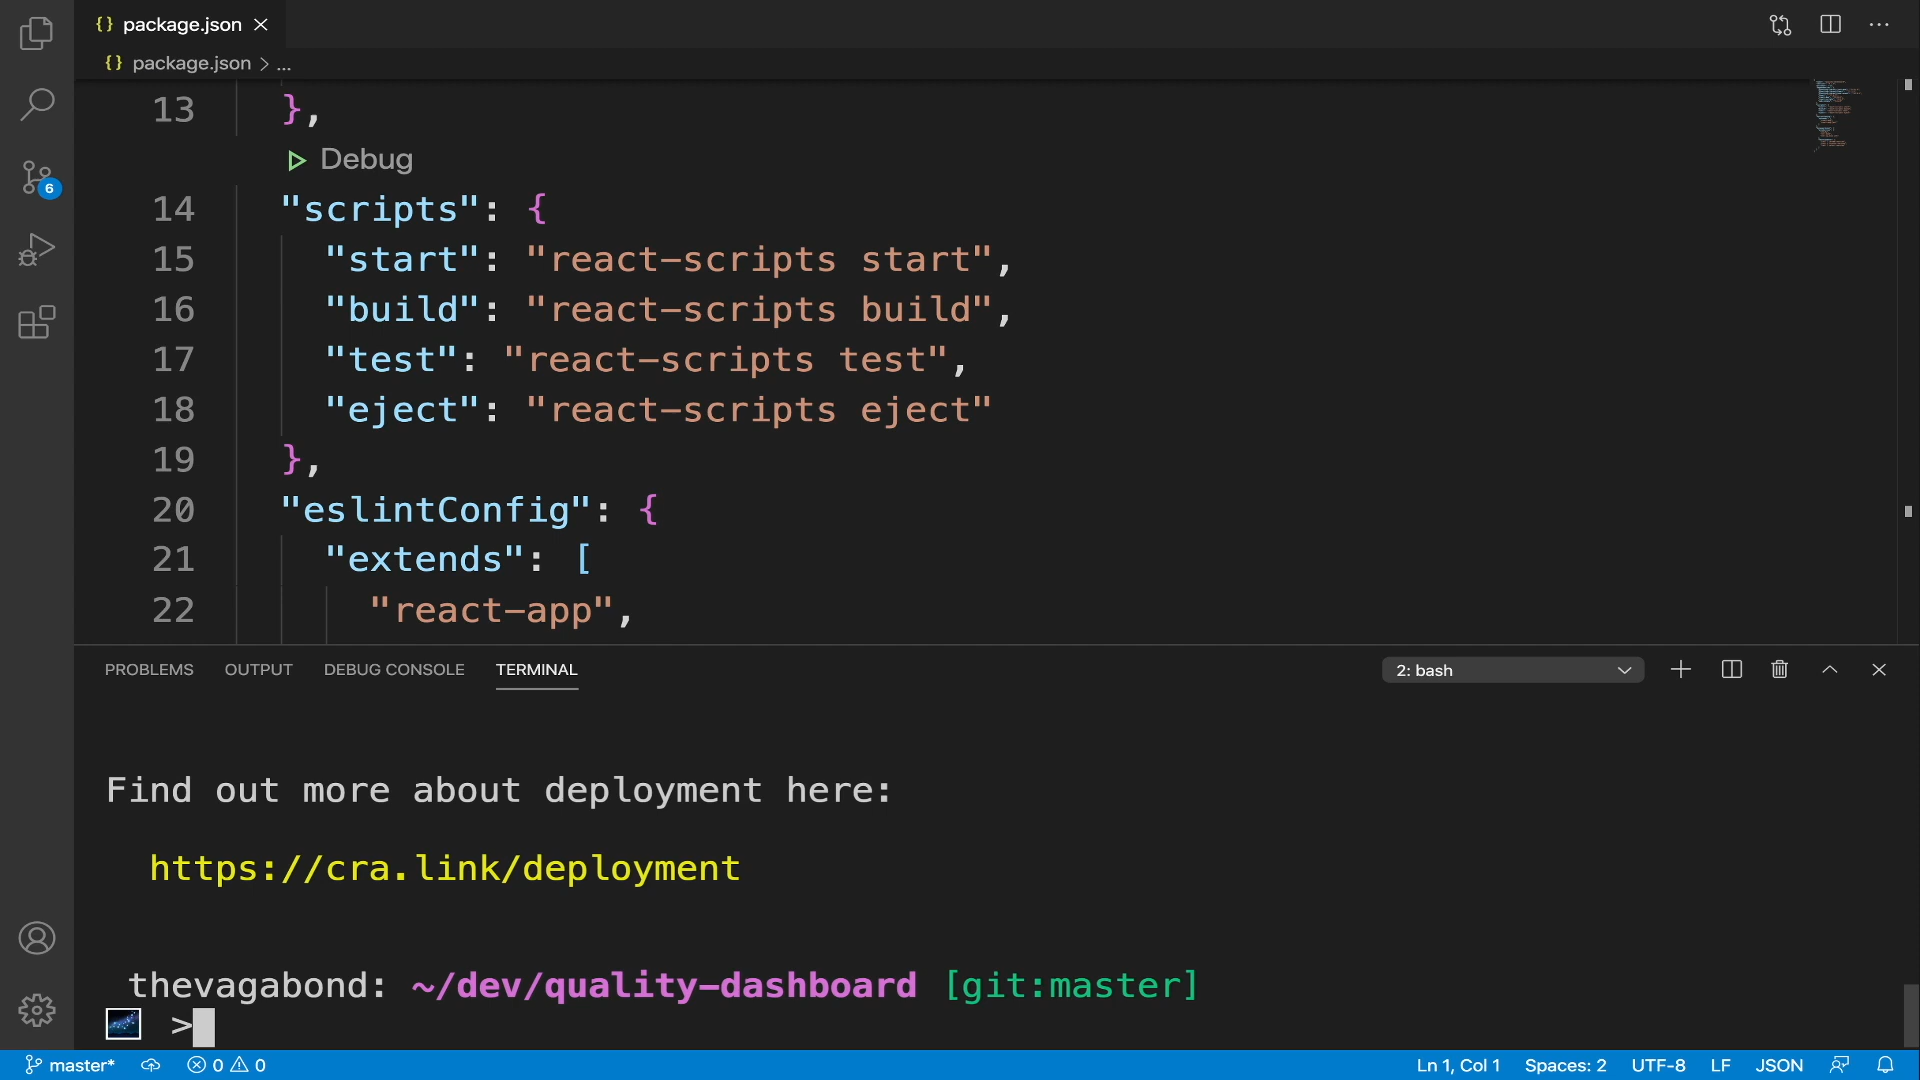 {} package.json
{} package.json > ...
13 },
Debug
14 "scripts": {
15 "start": "react-scripts start",
16 "build": "react-scripts build",
17 "test": "react-scripts test",
18 "eject": "react-scripts eject"
19 },
20 "eslintConfig": {
21 "extends": [
22 "react-app",
6
PROBLEMS OUTPUT DEBUG CONSOLE TERMINAL 2: bash
Find out more about deployment here:
https://cra.link/deployment
thevagabond: ~/dev/quality-dashboard [git:master]
>
master* 0 0 Ln 1, Col 1 Spaces: 2 UTF-8 LF JSON